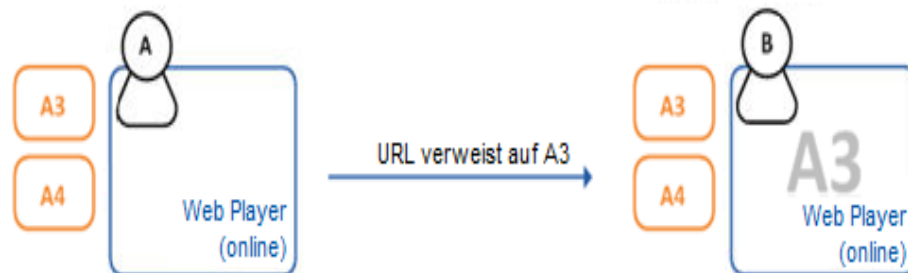 A
A3
A4
Web Player
(online)
URL verweist auf A3
B
A3
A4
A3
Web Player
(online)